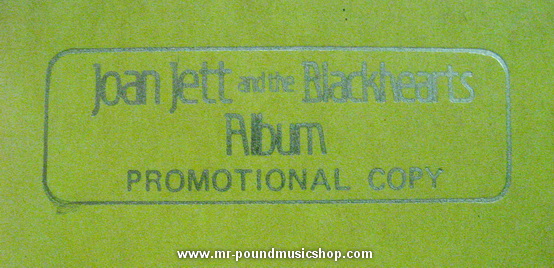 Joan Jett and the Blackhearts
Album
PROMOTIONAL COPY
www.mr-poundmusicshop.com